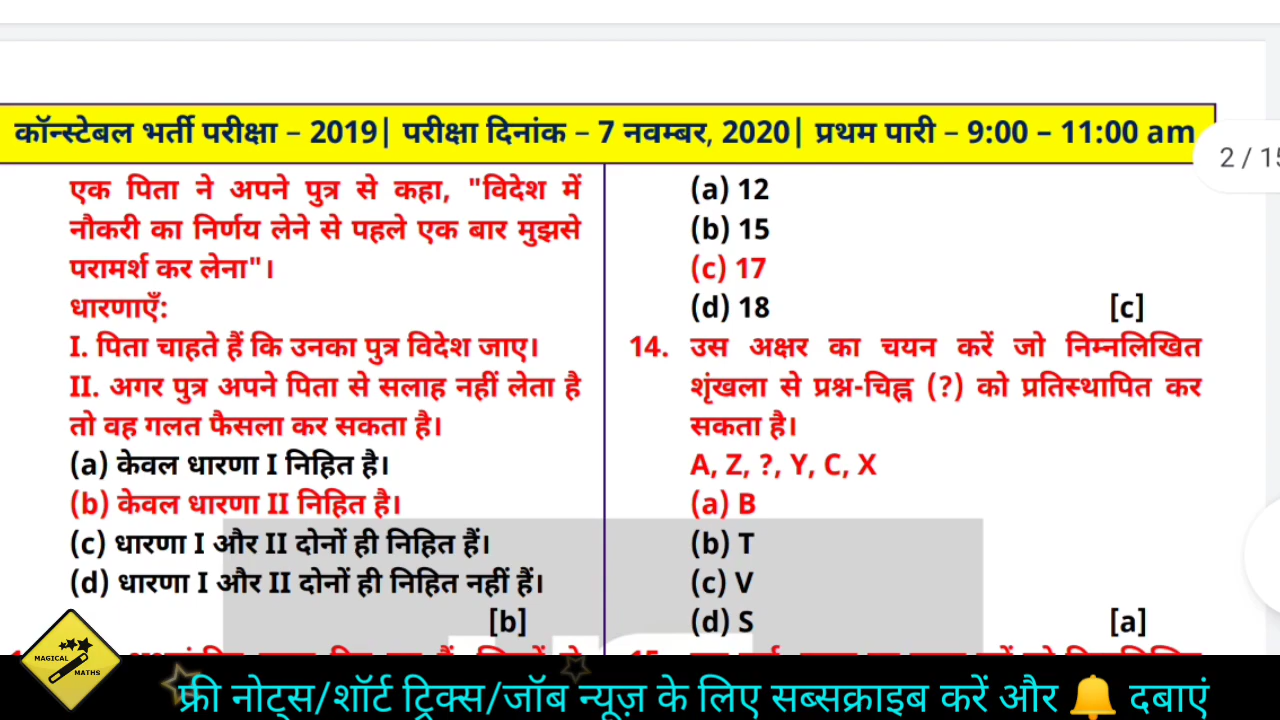 कॉन्स्टेबल भर्ती परीक्षा – 2019| परीक्षा दिनांक – 7 नवम्बर, 2020| प्रथम पारी – 9:00 – 11:00 am
2 / 15
एक पिता ने अपने पुत्र से कहा, "विदेश में
नौकरी का निर्णय लेने से पहले एक बार मुझसे
परामर्श कर लेना"।
धारणाएँ:
I. पिता चाहते हैं कि उनका पुत्र विदेश जाए।
II. अगर पुत्र अपने पिता से सलाह नहीं लेता है
तो वह गलत फैसला कर सकता है।
(a) केवल धारणा I निहित है।
(b) केवल धारणा II निहित है।
(c) धारणा I और II दोनों ही निहित हैं।
(d) धारणा I और II दोनों ही निहित नहीं हैं।
[b]
(a) 12
(b) 15
(c) 17
(d) 18 [c]
14. उस अक्षर का चयन करें जो निम्नलिखित
शृंखला से प्रश्न-चिह्न (?) को प्रतिस्थापित कर
सकता है।
A, Z, ?, Y, C, X
(a) B
(b) T
(c) V
(d) S [a]
MAGICAL
MATHS
फ्री नोट्स/शॉर्ट ट्रिक्स/जॉब न्यूज़ के लिए सब्सक्राइब करें और 🔔 दबाएं